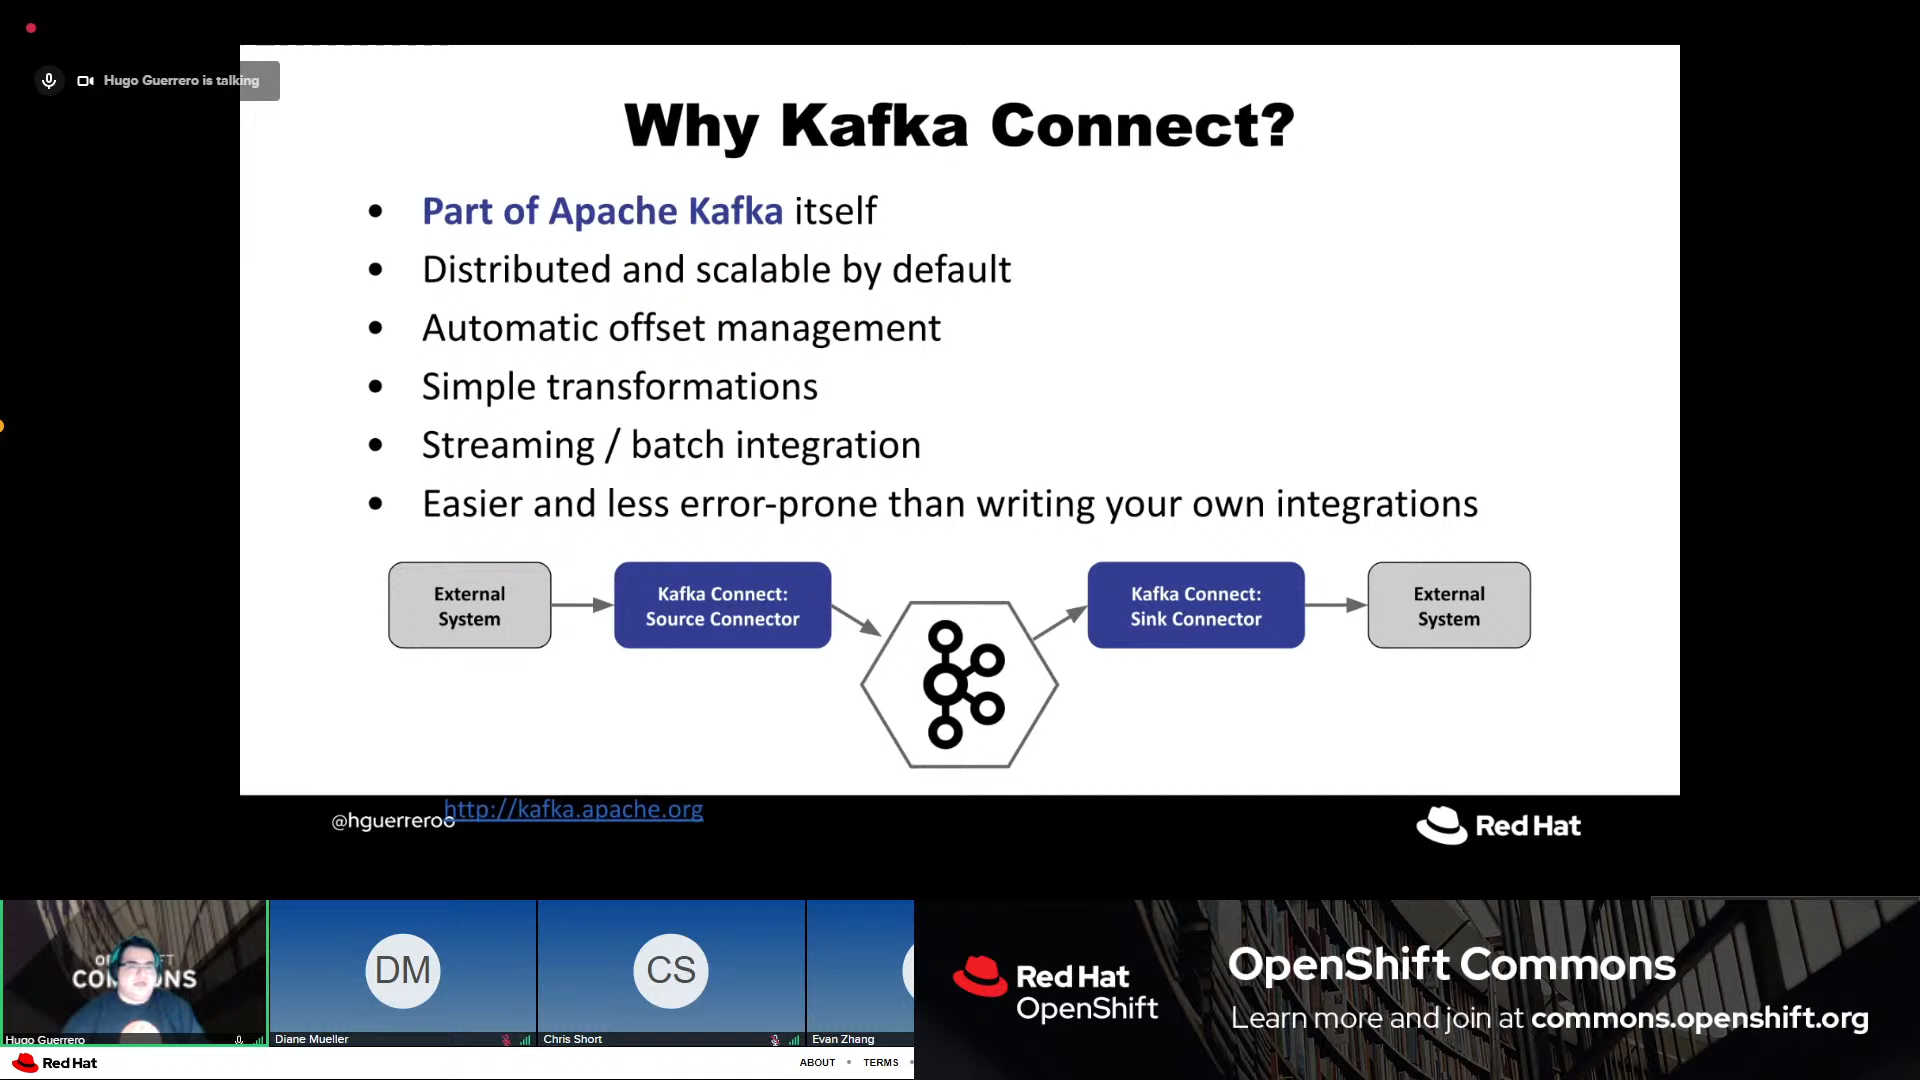 Hugo Guerrero is talking
Why Kafka Connect?
• Part of Apache Kafka itself
• Distributed and scalable by default
• Automatic offset management
• Simple transformations
• Streaming / batch integration
• Easier and less error-prone than writing your own integrations
External
System
Kafka Connect:
Source Connector
Kafka Connect:
Sink Connector
External
System
@hguerreroo
http://kafka.apache.org
Red Hat
COMMONS
Hugo Guerrero
DM
Diane Mueller
CS
Chris Short
Evan Zhang
Red Hat
ABOUT • TERMS •
Red Hat
OpenShift
OpenShift Commons
Learn more and join at commons.openshift.org